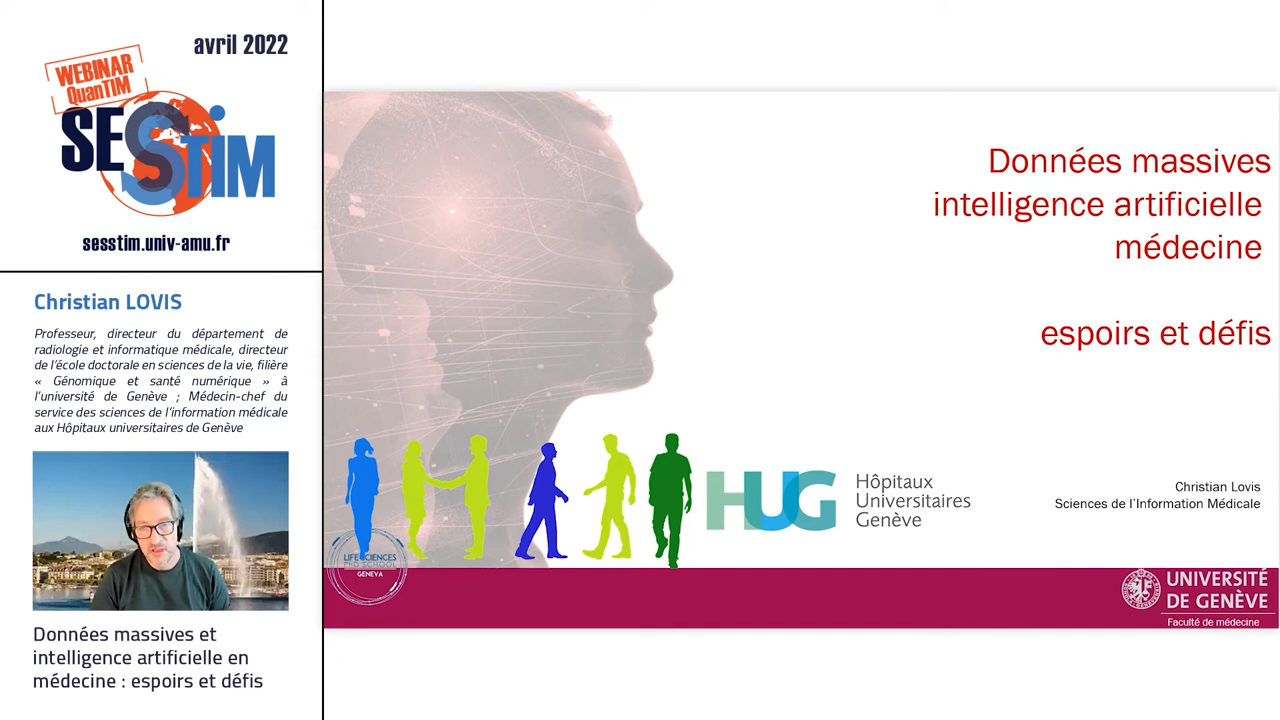 avril 2022
WEBINAR
QuanTIM
SESSTIM
sesstim.univ-amu.fr
Christian LOVIS
Professeur, directeur du département de
radiologie et informatique médicale, directeur
de l'école doctorale en sciences de la vie, filière
« Génomique et santé numérique » à
l'université de Genève ; Médecin-chef du
service des sciences de l'information médicale
aux Hôpitaux universitaires de Genève
Données massives et
intelligence artificielle en
médecine : espoirs et défis
Données massives
intelligence artificielle
médecine
espoirs et défis
HUG
Hôpitaux
Universitaires
Genève
Christian Lovis
Sciences de l'Information Médicale
LIFE SCIENCES
PHD SCHOOL
GENEVA
UNIVERSITÉ
DE GENÈVE
Faculté de médecine